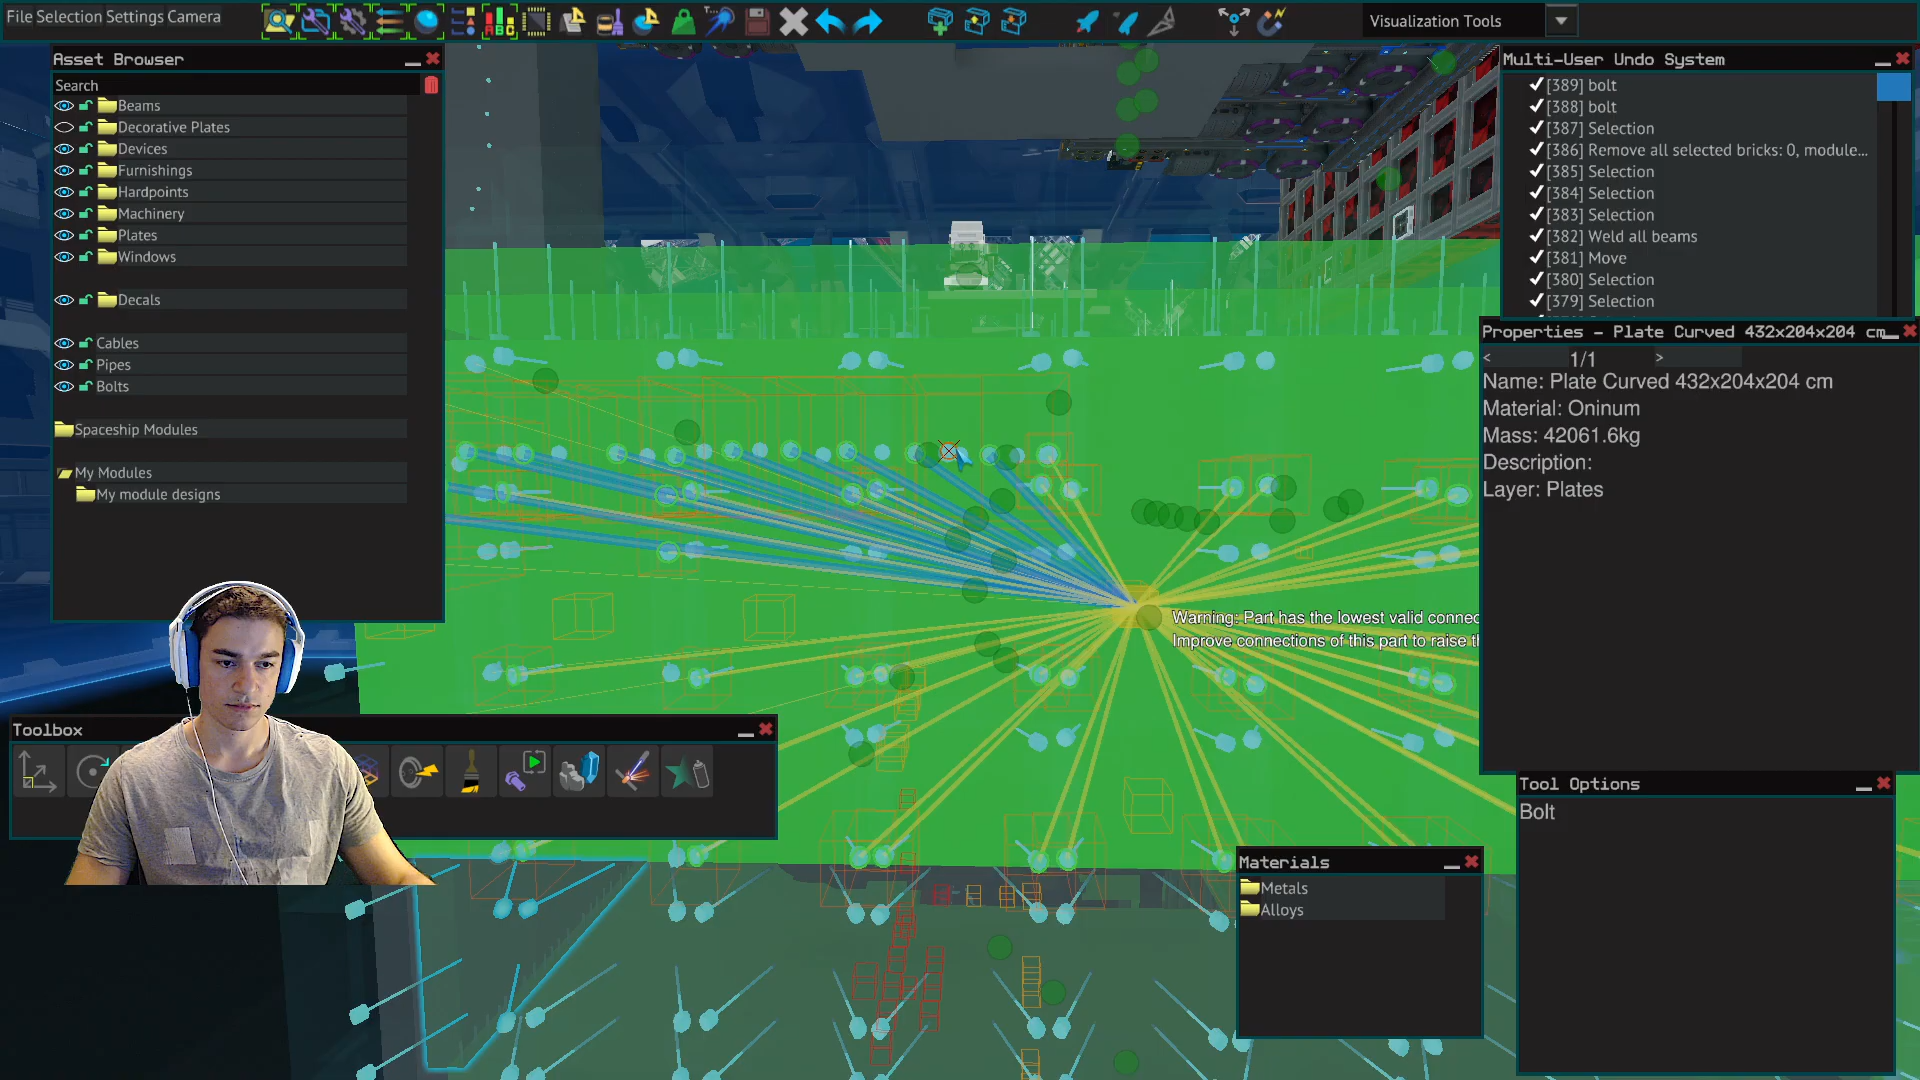 File Selection Settings Camera
ABC
Visualization Tools
Asset Browser
Search
Beams
Decorative Plates
Devices
Furnishings
Hardpoints
Machinery
Plates
Windows
Decals
Cables
Pipes
Bolts
Spaceship Modules
My Modules
My module designs
Multi-User Undo System
[389] bolt
[388] bolt
[387] Selection
[386] Remove all selected bricks: 0, module...
[385] Selection
[384] Selection
[383] Selection
[382] Weld all beams
[381] Move
[380] Selection
[379] Selection
Properties - Plate Curved 432x204x204 cm
< 1/1 >
Name: Plate Curved 432x204x204 cm
Material: Oninum
Mass: 42061.6kg
Description:
Layer: Plates
Warning: Part has the lowest valid connec
Improve connections of this part to raise t
Toolbox
Tool Options
Bolt
Materials
Metals
Alloys